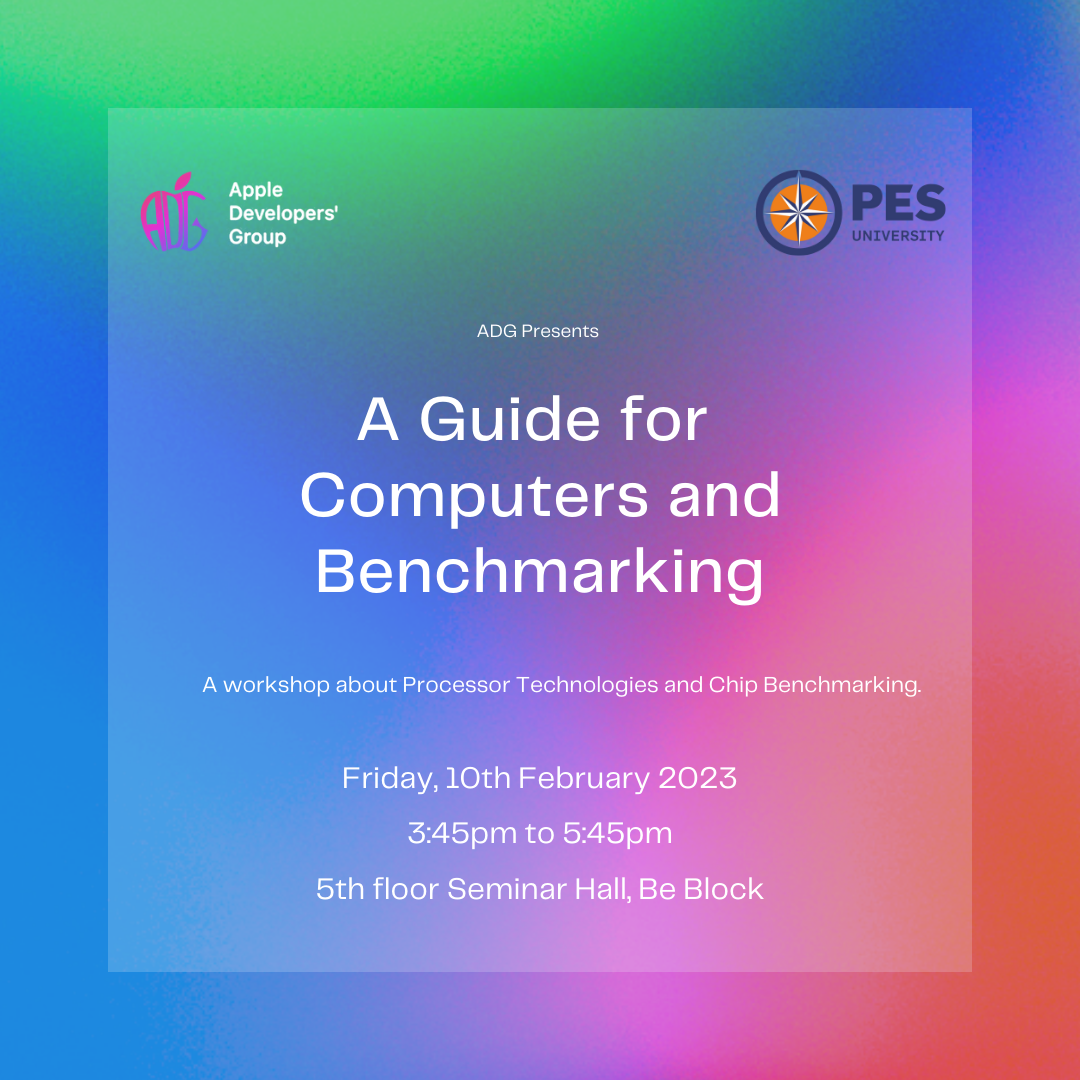 ADG
Apple
Developers'
Group
PES
UNIVERSITY
ADG Presents
A Guide for
Computers and
Benchmarking
A workshop about Processor Technologies and Chip Benchmarking.
Friday, 10th February 2023
3:45pm to 5:45pm
5th floor Seminar Hall, Be Block